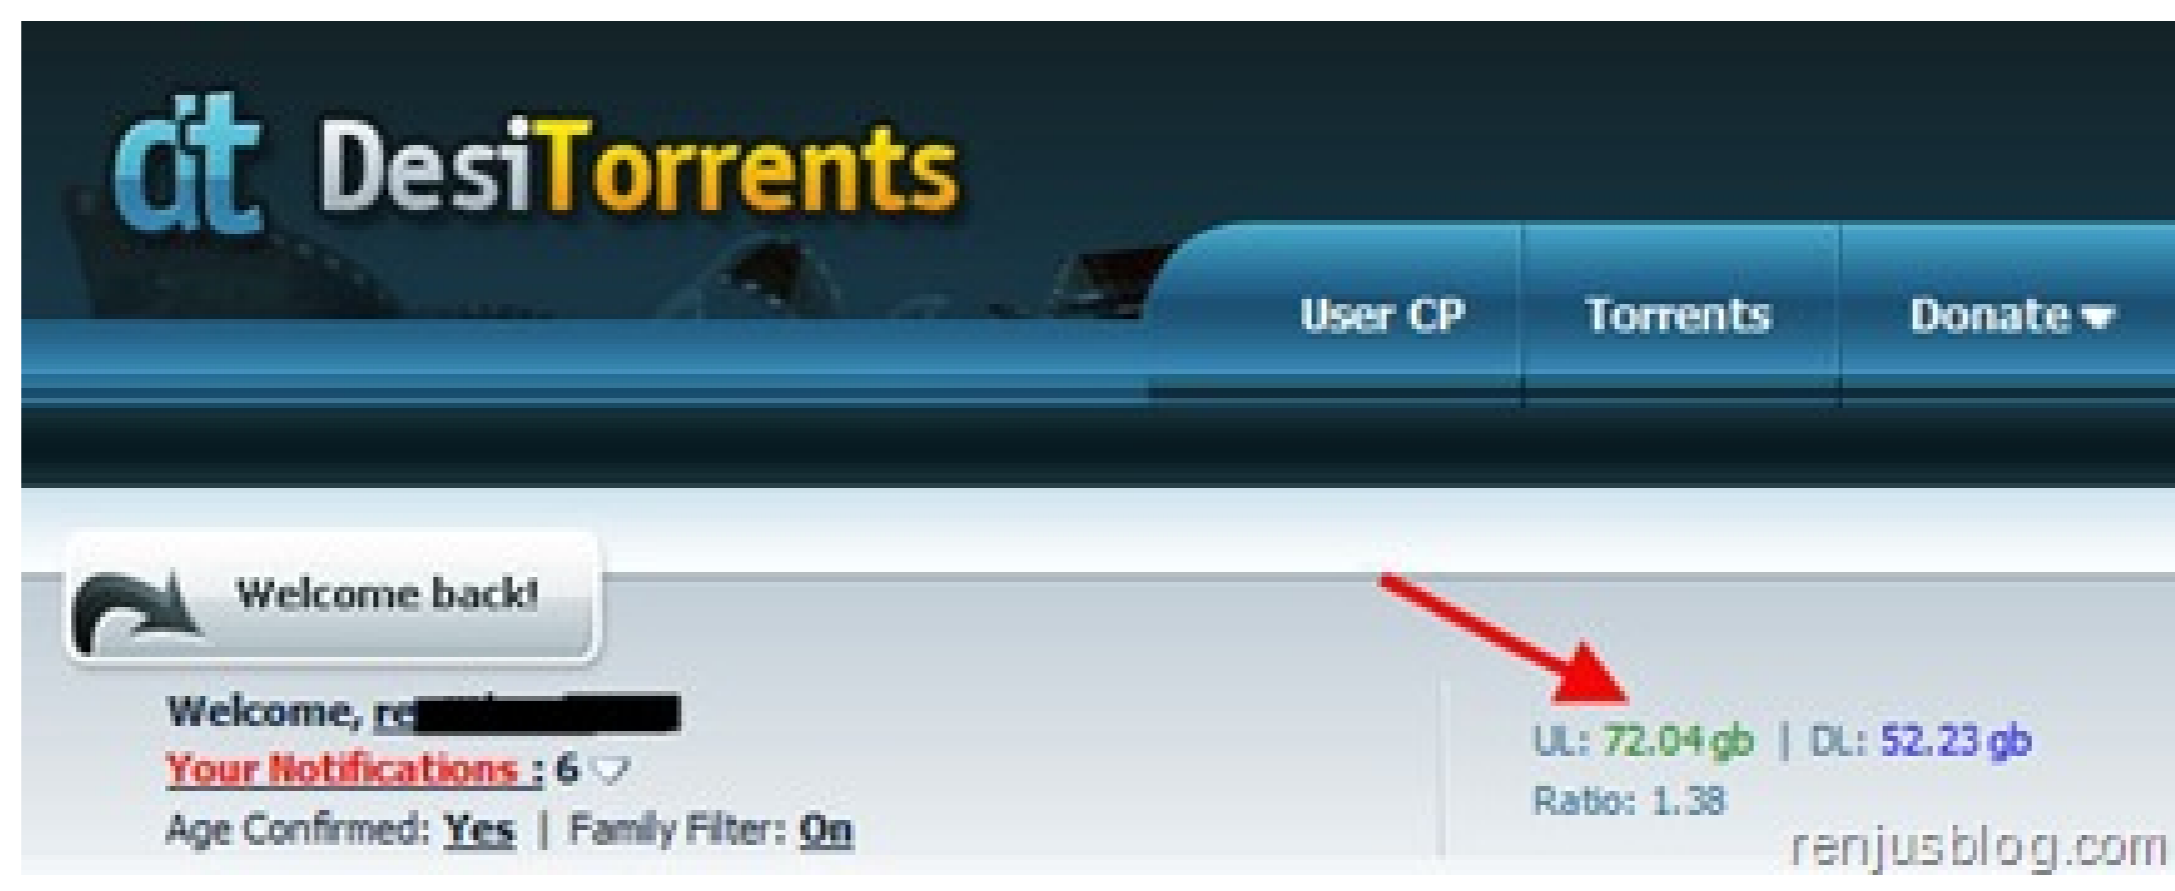 dt DesiTorrents
User CP Torrents Donate
Welcome back!
Welcome, re
Your Notifications : 6
Age Confirmed: Yes | Family Filter: On
UL: 72.04 gb | DL: 52.23 gb
Ratio: 1.38
renjusblog.com